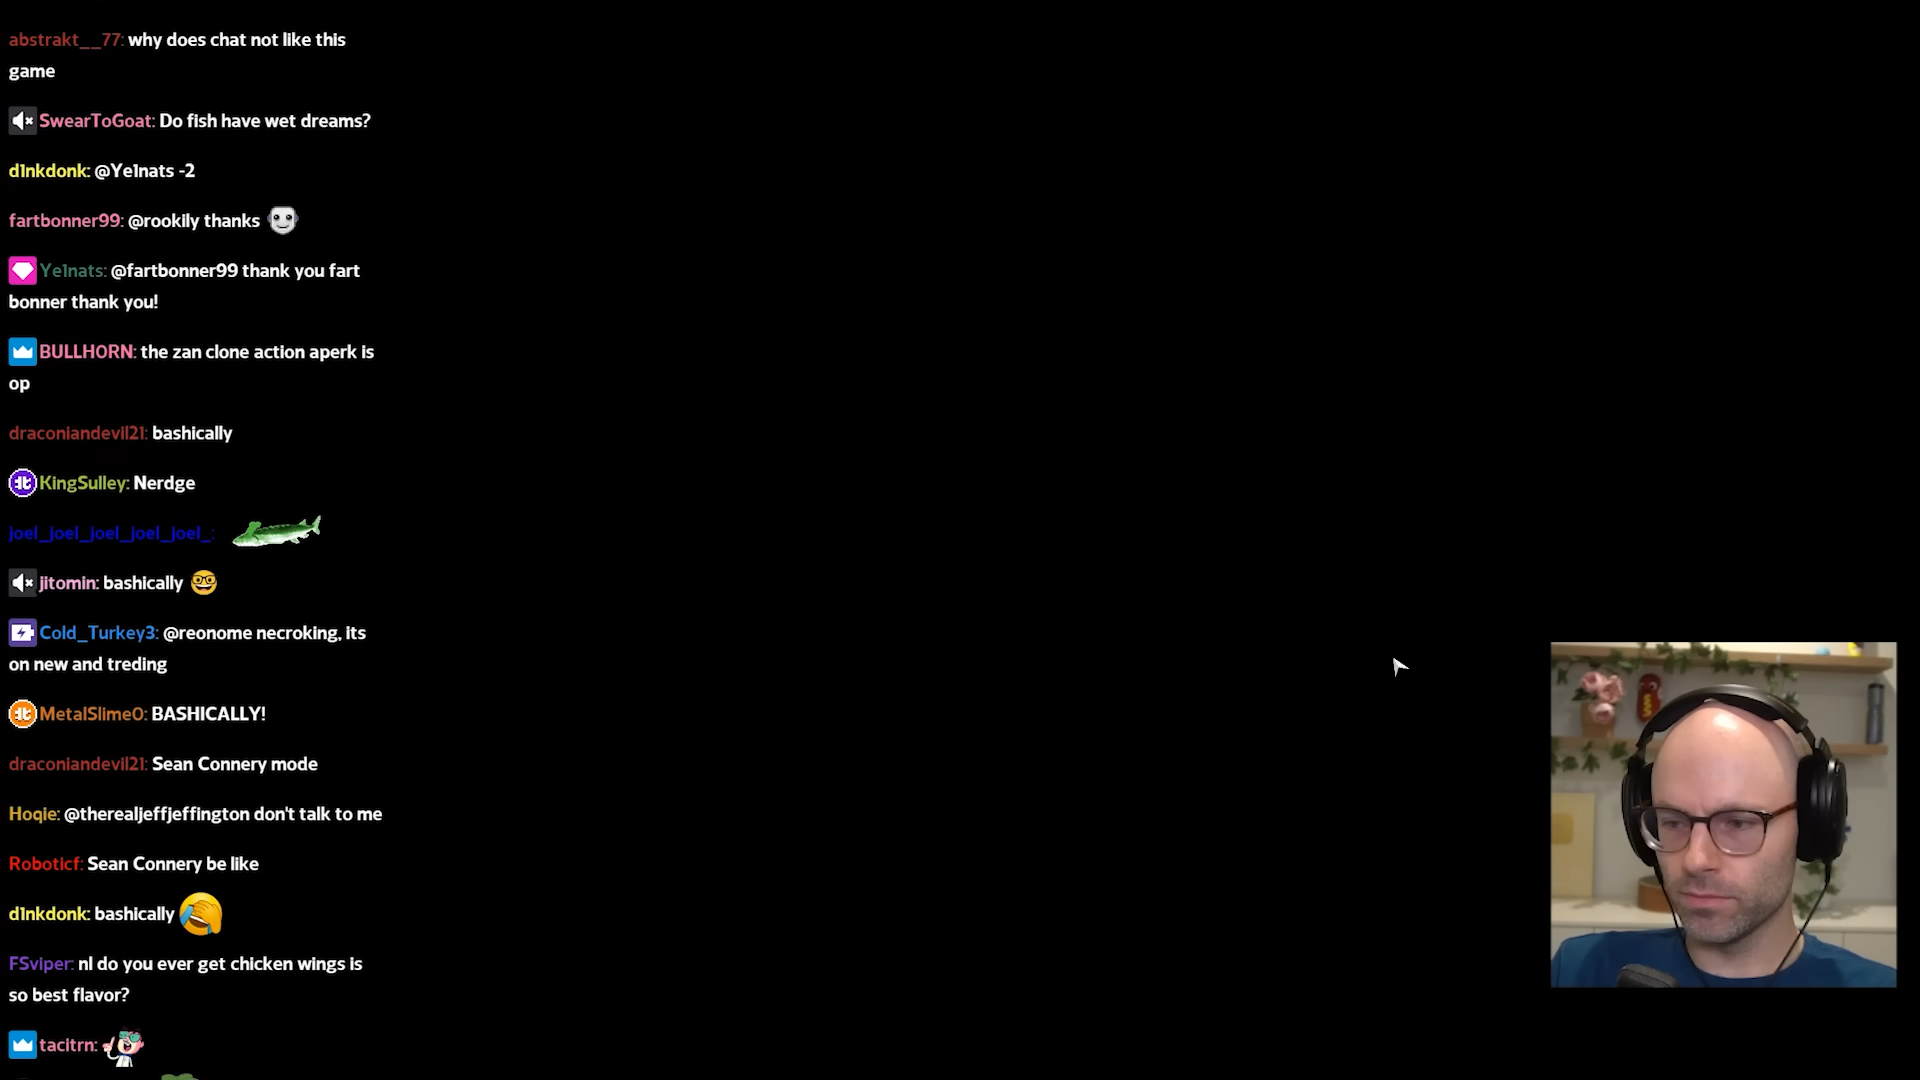 abstrakt__77: why does chat not like this
game
SwearToGoat: Do fish have wet dreams?
d1nkdonk: @Ye1nats -2
fartbonner99: @rookily thanks
Ye1nats: @fartbonner99 thank you fart
bonner thank you!
BULLHORN: the zan clone action aperk is
op
draconiandevil21: bashically
KingSulley: Nerdge
joel_joel_joel_joel_joel_:
jitomin: bashically
Cold_Turkey3: @reonome necroking, its
on new and treding
MetalSlime0: BASHICALLY!
draconiandevil21: Sean Connery mode
Hoqie: @therealjeffjeffington don't talk to me
Roboticf: Sean Connery be like
d1nkdonk: bashically
FSviper: nl do you ever get chicken wings is
so best flavor?
tacitrn: